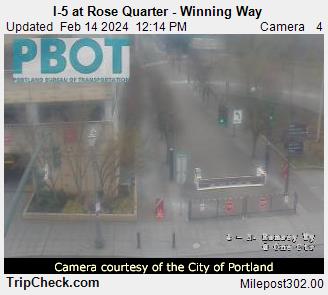 I-5 at Rose Quarter - Winning Way
Updated Feb 14 2024 12:14 PM Camera 4
PBOT
PORTLAND BUREAU OF TRANSPORTATION
Camera courtesy of the City of Portland
TripCheck.com Milepost302.00